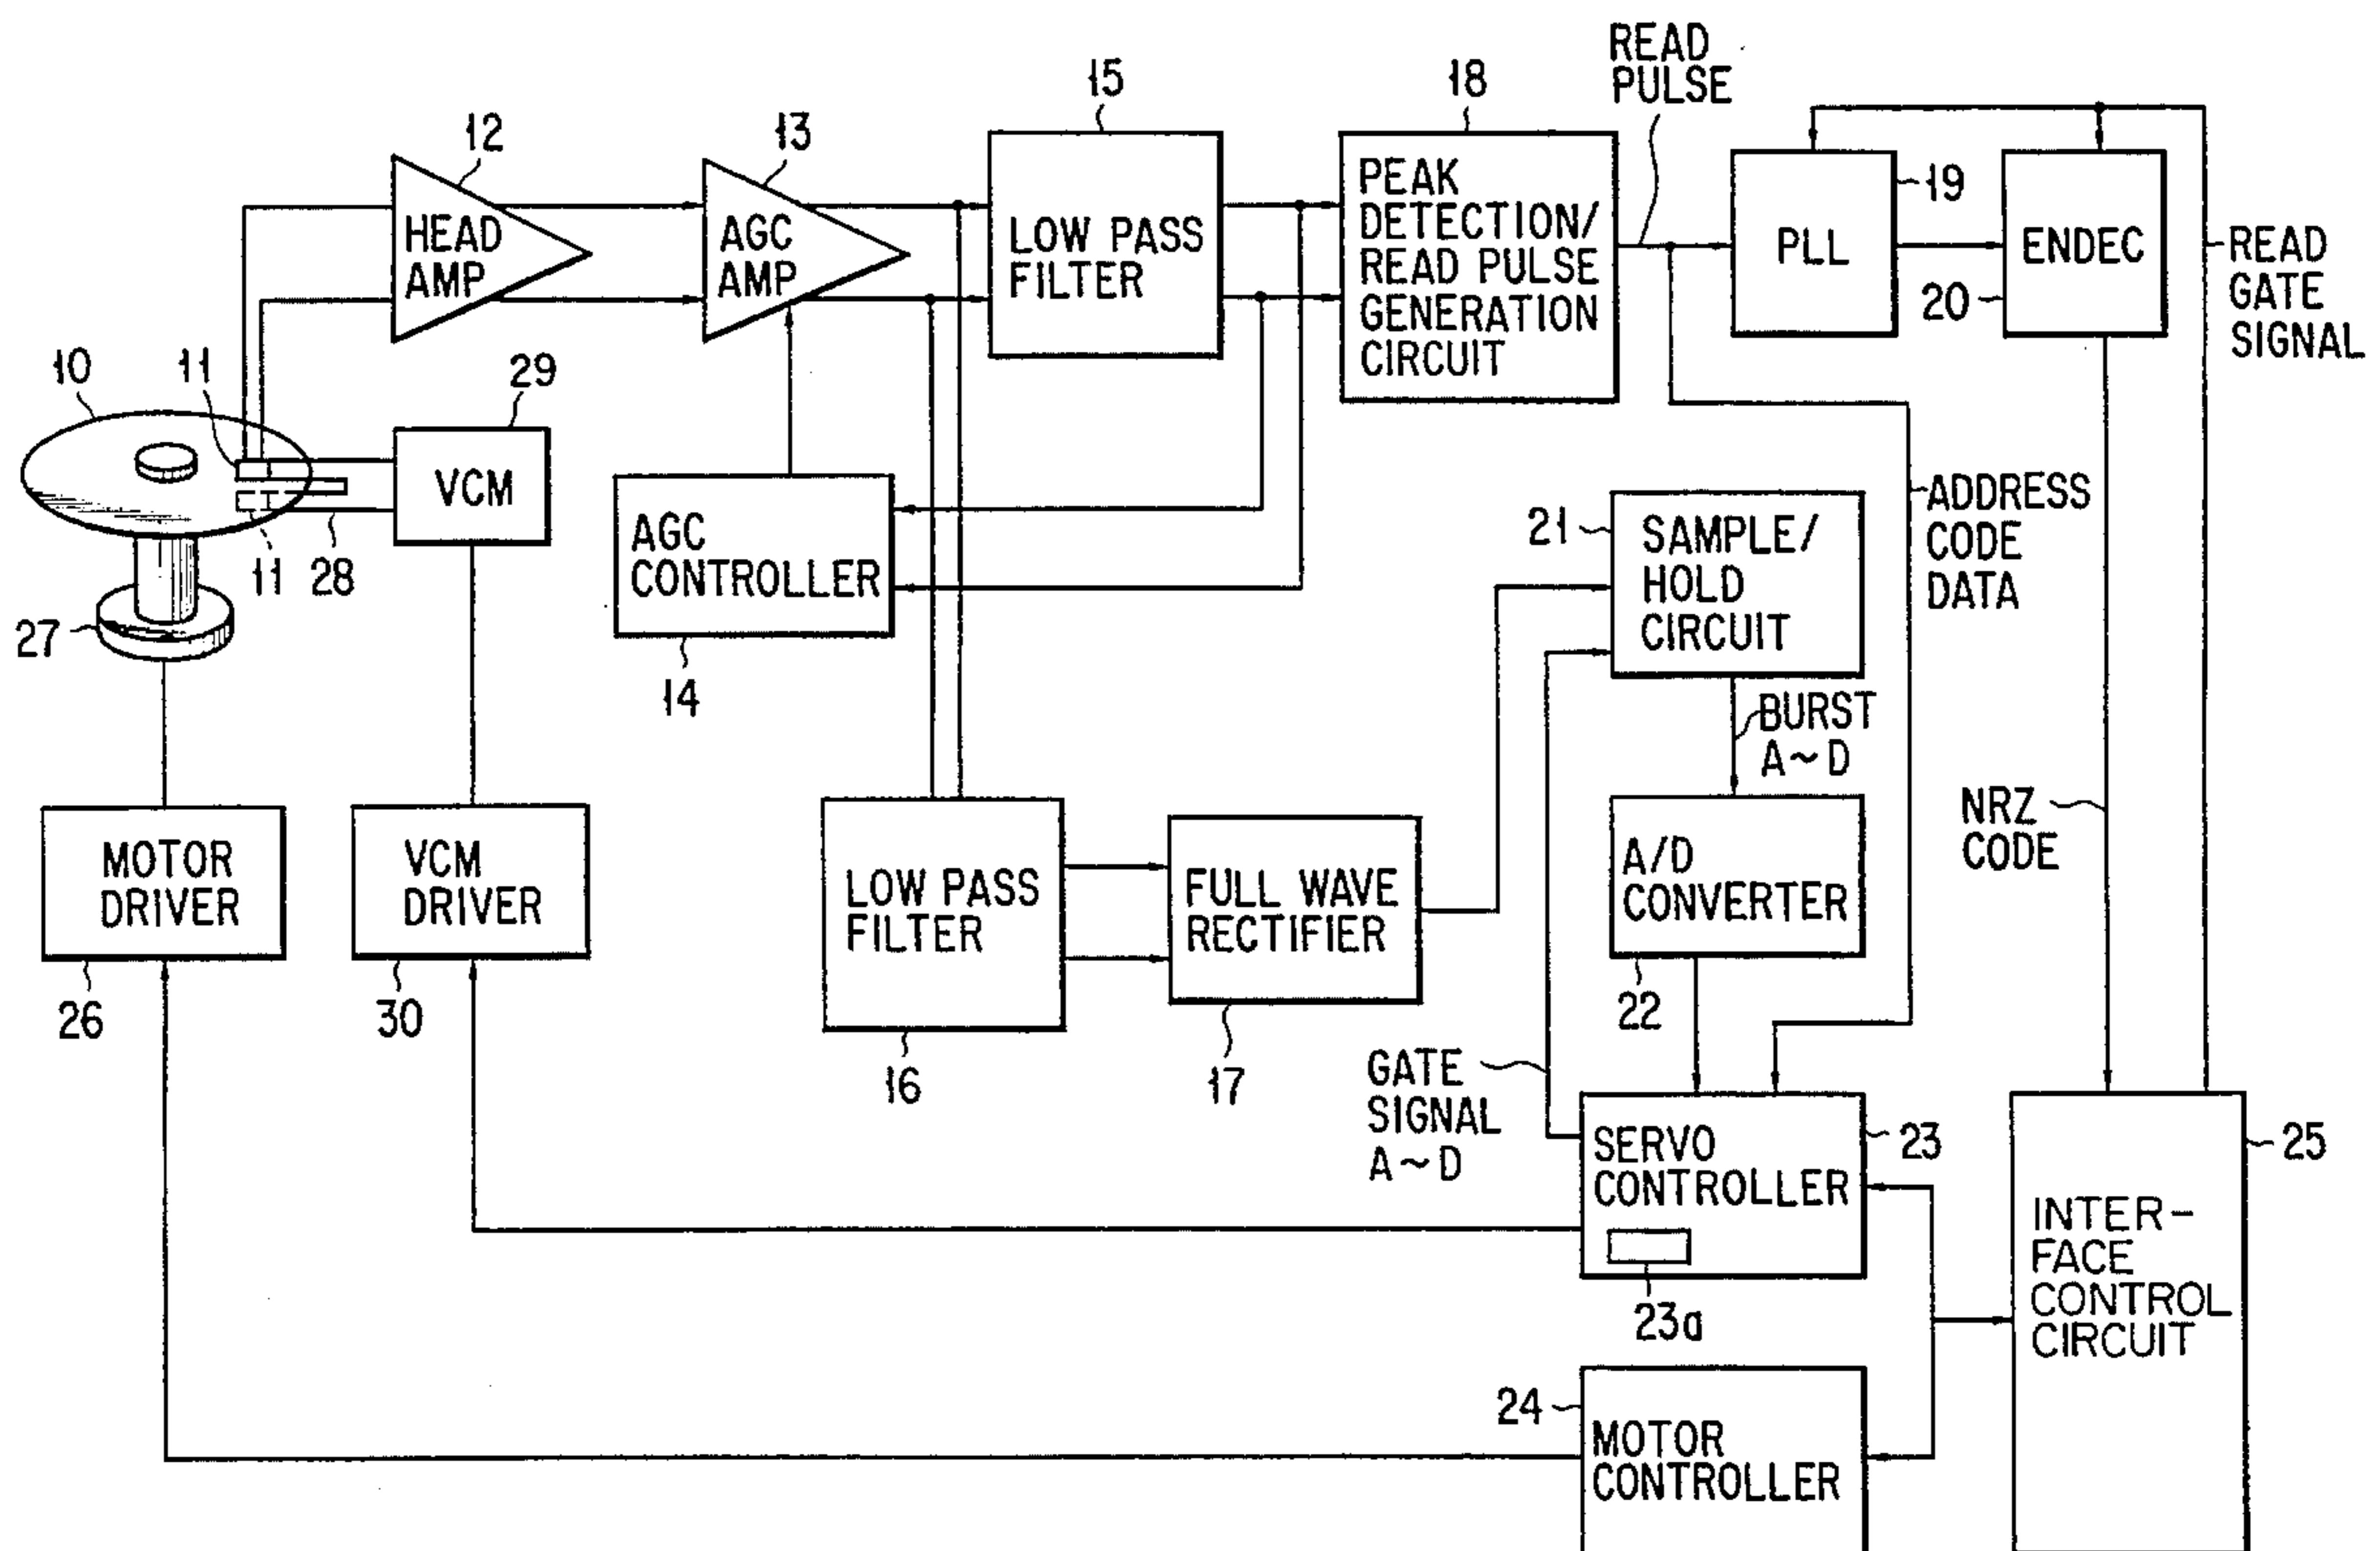 READ
PULSE
15
18
12
13
HEAD
AMP
AGC
AMP
LOW PASS
FILTER
PEAK
DETECTION/
READ PULSE
GENERATION
CIRCUIT
PLL
19
ENDEC
20
READ
GATE
SIGNAL
10
11
29
VCM
11
28
27
AGC
CONTROLLER
14
21
SAMPLE/
HOLD
CIRCUIT
ADDRESS
CODE
DATA
BURST
A~D
NRZ
CODE
MOTOR
DRIVER
26
VCM
DRIVER
30
LOW PASS
FILTER
16
FULL WAVE
RECTIFIER
17
A/D
CONVERTER
22
GATE
SIGNAL
A~D
SERVO
CONTROLLER
23
23a
25
INTER-
FACE
CONTROL
CIRCUIT
24
MOTOR
CONTROLLER